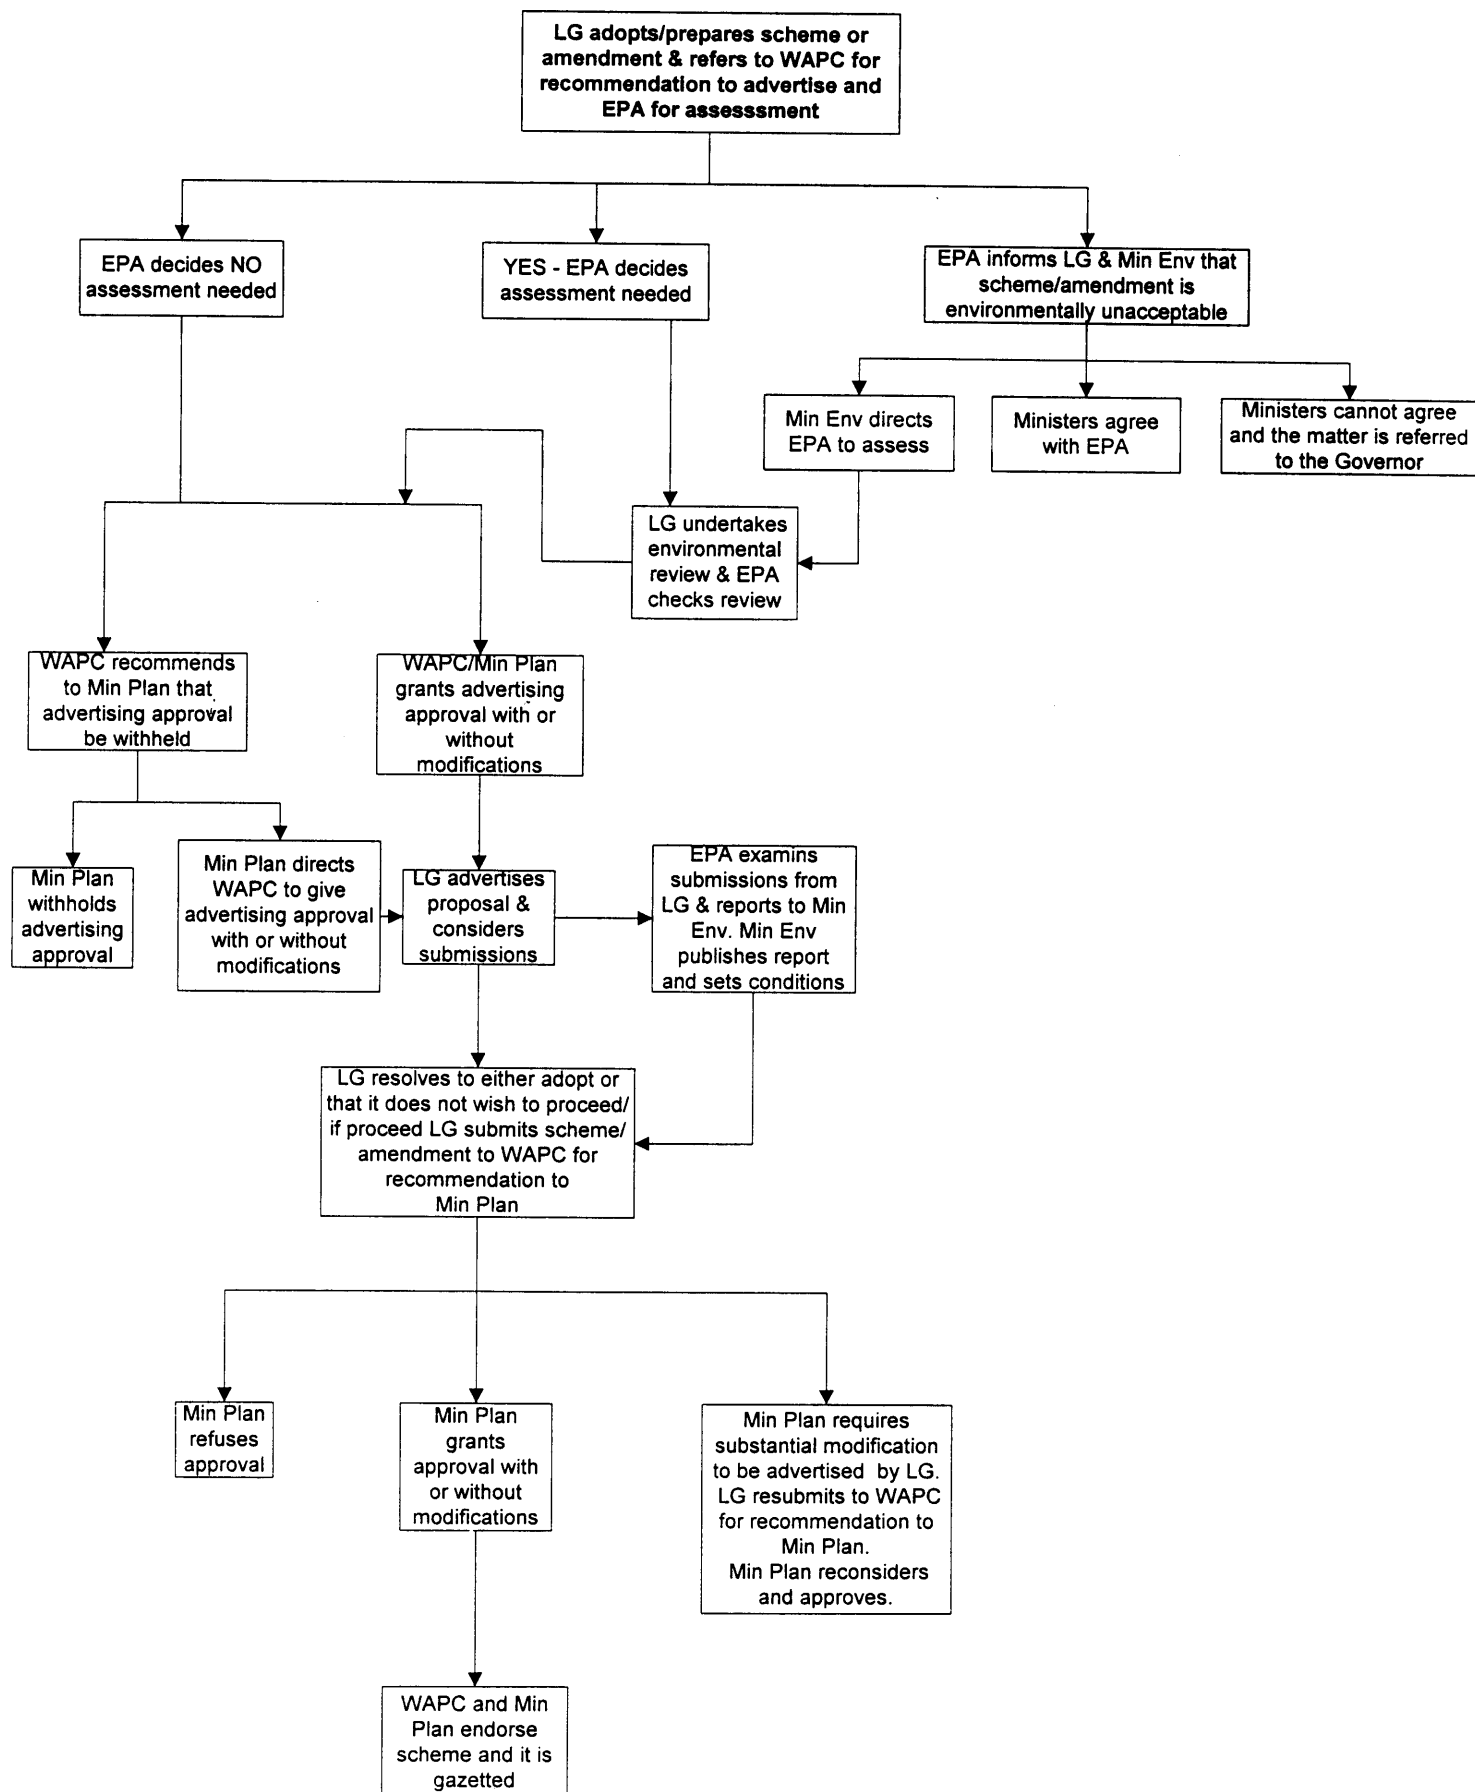 LG adopts/prepares scheme or
amendment & refers to WAPC for
recommendation to advertise and
EPA for assesssment
EPA decides NO
assessment needed
YES - EPA decides
assessment needed
EPA informs LG & Min Env that
scheme/amendment is
environmentally unacceptable
Min Env directs
EPA to assess
Ministers agree
with EPA
Ministers cannot agree
and the matter is referred
to the Governor
LG undertakes
environmental
review & EPA
checks review
WAPC recommends
to Min Plan that
advertising approval
be withheld
WAPC/Min Plan
grants advertising
approval with or
without
modifications
Min Plan
withholds
advertising
approval
Min Plan directs
WAPC to give
advertising approval
with or without
modifications
LG advertises
proposal &
considers
submissions
EPA examins
submissions from
LG & reports to Min
Env. Min Env
publishes report
and sets conditions
LG resolves to either adopt or
that it does not wish to proceed/
if proceed LG submits scheme/
amendment to WAPC for
recommendation to
Min Plan
Min Plan
refuses
approval
Min Plan
grants
approval with
or without
modifications
Min Plan requires
substantial modification
to be advertised by LG.
LG resubmits to WAPC
for recommendation to
Min Plan.
Min Plan reconsiders
and approves.
WAPC and Min
Plan endorse
scheme and it is
gazetted